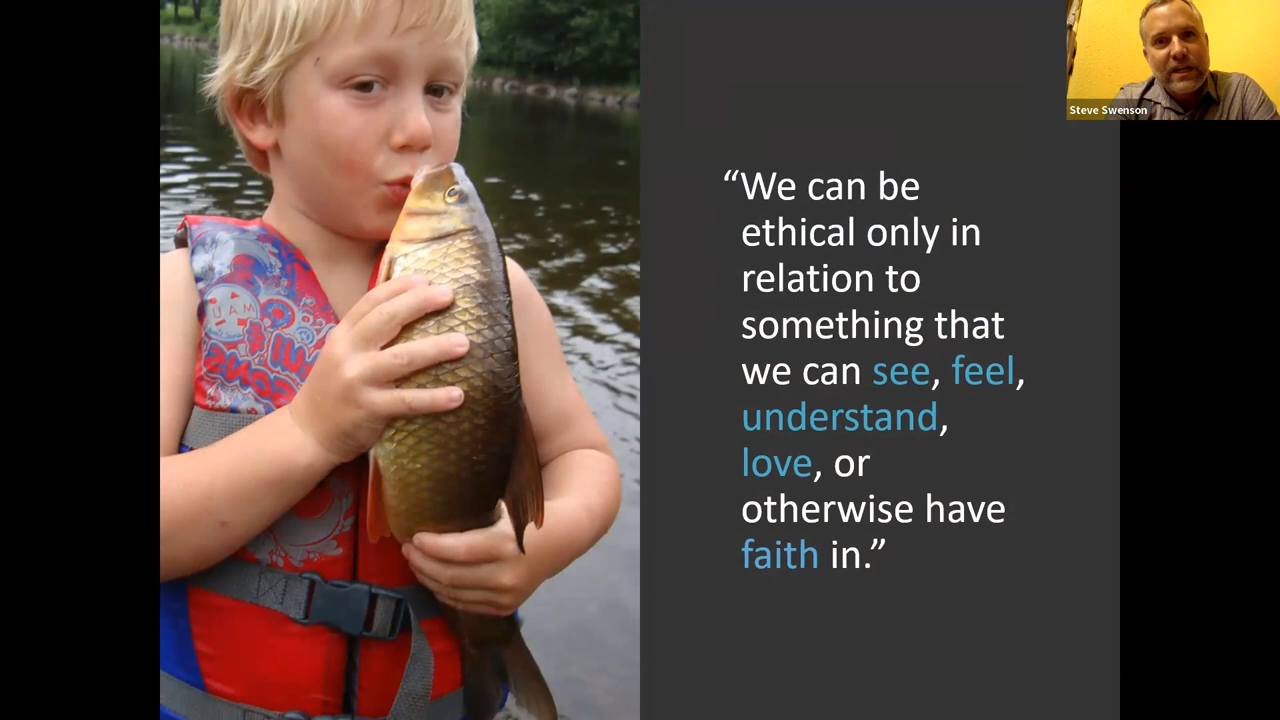 Steve Swenson
“We can be
ethical only in
relation to
something that
we can see, feel,
understand,
love, or
otherwise have
faith in.”